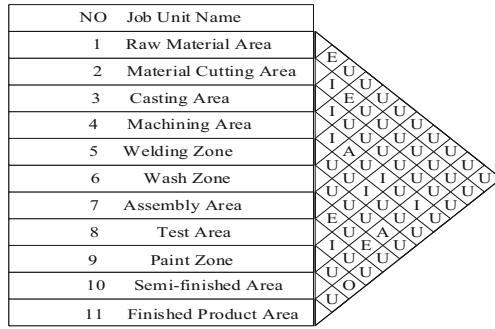 NO Job Unit Name
1 Raw Material Area
2 Material Cutting Area
3 Casting Area
4 Machining Area
5 Welding Zone
6 Wash Zone
7 Assembly Area
8 Test Area
9 Paint Zone
10 Semi-finished Area
11 Finished Product Area
E
U
I U
E U
I U U
U U U
I U U U
A U U U
U U U U U
U I U U U
U I U U U
U U I U
E U U U
U A U
I E U
U U
U U
O
U